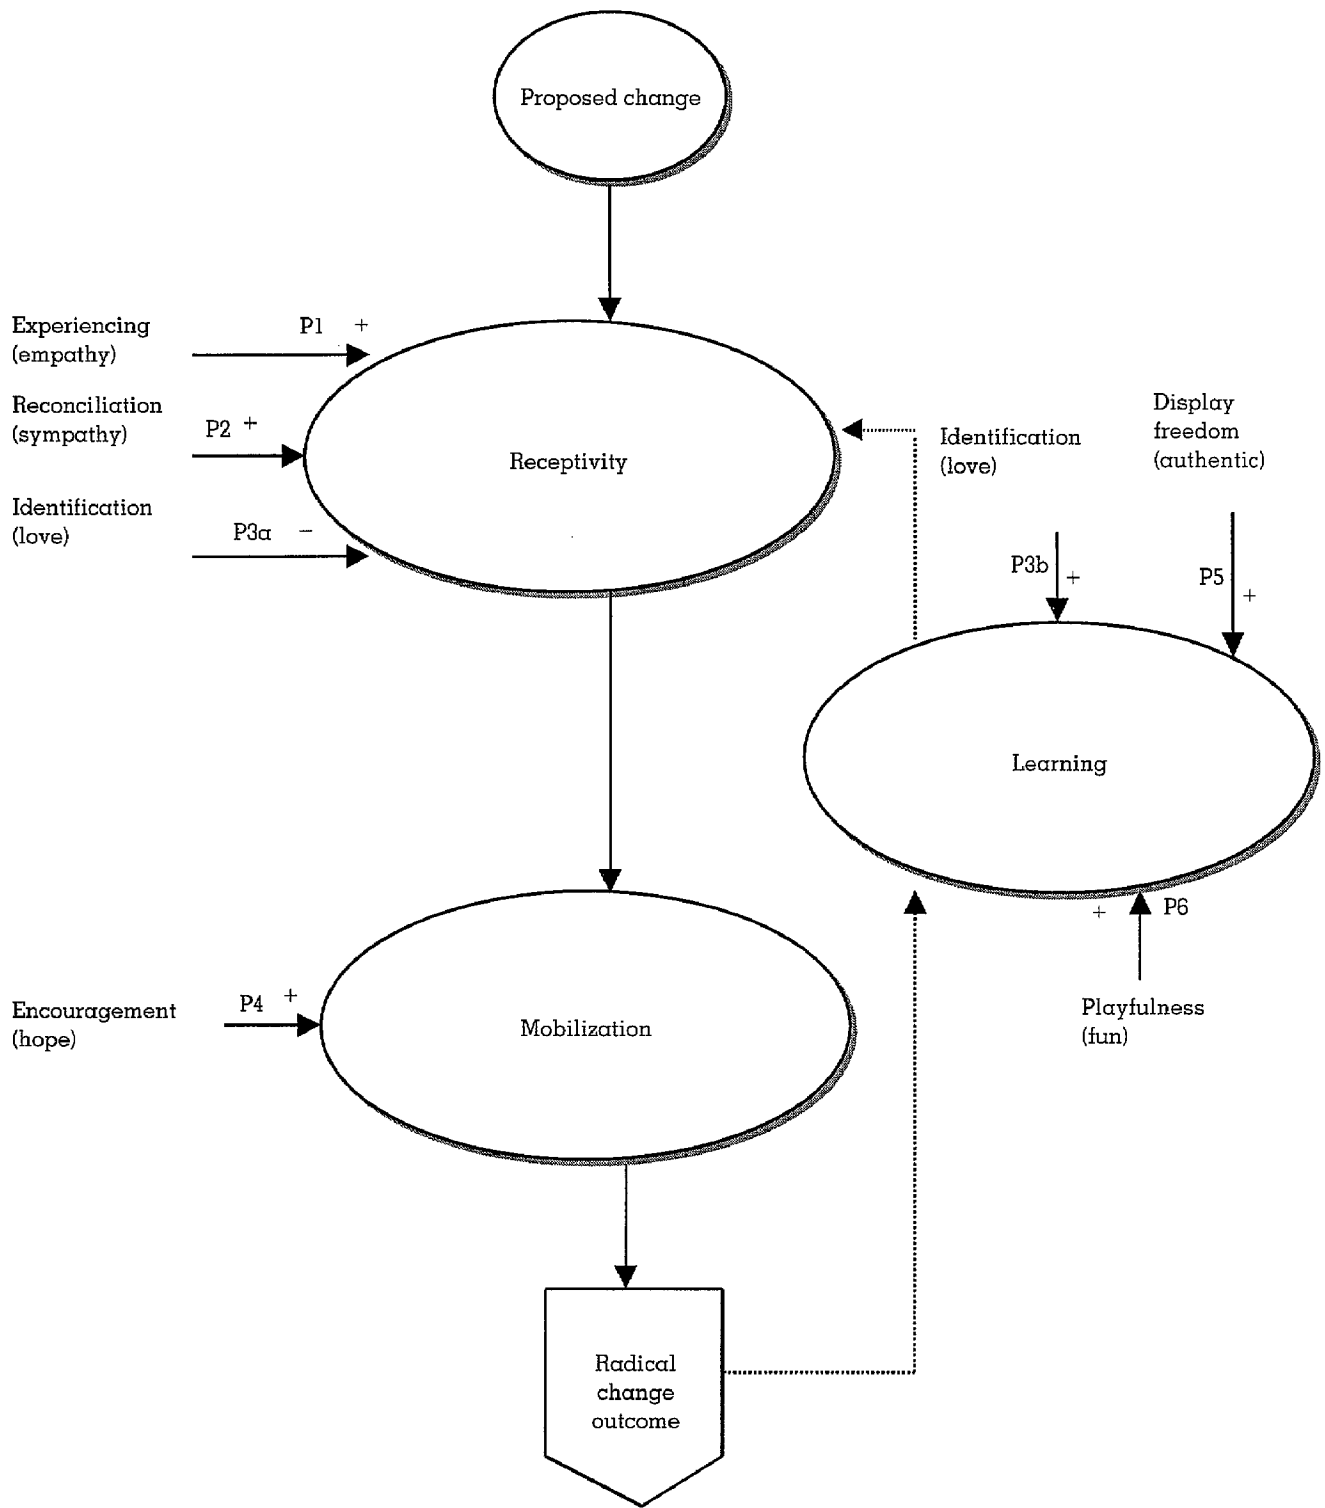 Proposed change
Experiencing
(empathy)
P1 +
Reconciliation
(sympathy)
P2 +
Identification
(love)
P3a −
Receptivity
Identification
(love)
Display
freedom
(authentic)
P3b +
P5 +
Learning
+ P6
Playfulness
(fun)
Encouragement
(hope)
P4 +
Mobilization
Radical
change
outcome